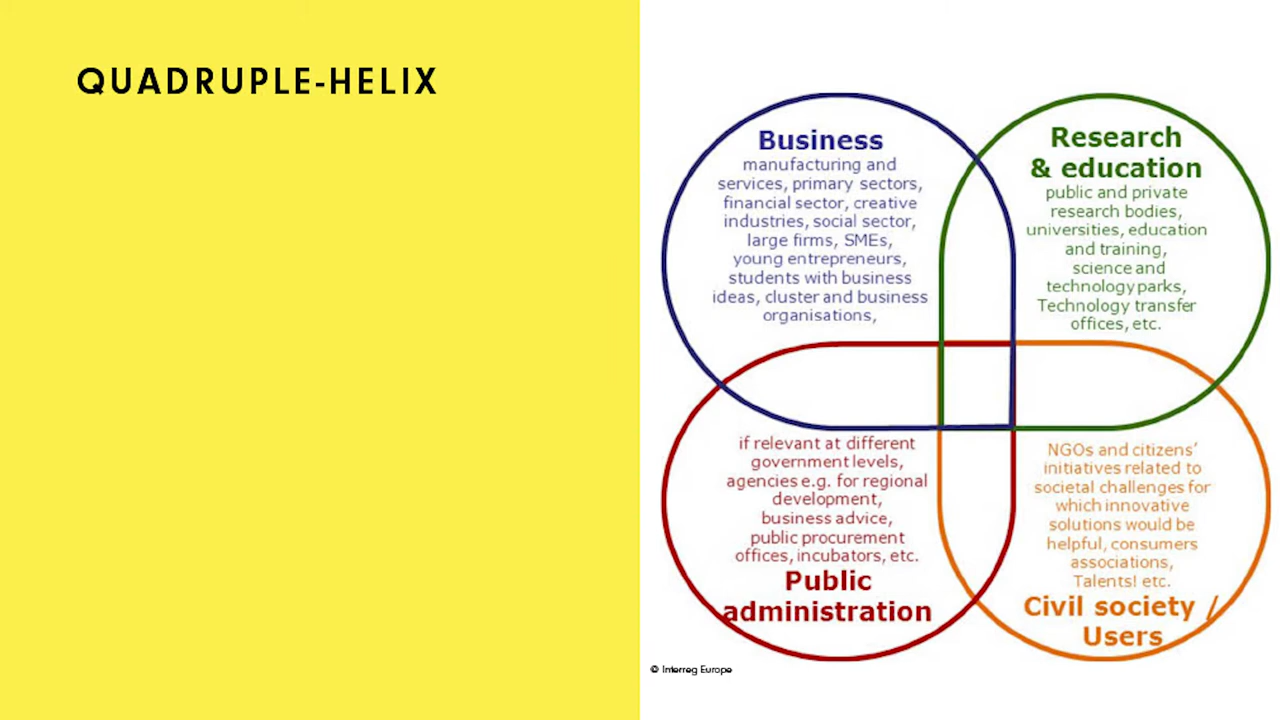 QUADRUPLE-HELIX
Business
manufacturing and
services, primary sectors,
financial sector, creative
industries, social sector,
large firms, SMEs,
young entrepreneurs,
students with business
ideas, cluster and business
organisations,
Research
& education
public and private
research bodies,
universities, education
and training,
science and
technology parks,
Technology transfer
offices, etc.
if relevant at different
government levels,
agencies e.g. for regional
development,
business advice,
public procurement
offices, incubators, etc.
Public
administration
NGOs and citizens’
initiatives related to
societal challenges for
which innovative
solutions would be
helpful, consumers
associations,
Talents! etc.
Civil society /
Users
© Interreg Europe